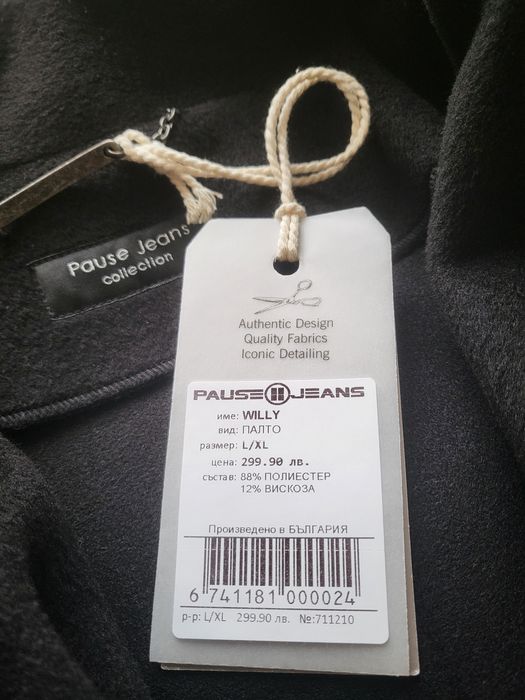 Pause Jeans
collection
Authentic Design
Quality Fabrics
Iconic Detailing
PAUSE JEANS
име: WILLY
вид: ПАЛТО
размер: L/XL
цена: 299.90 лв.
състав: 88% ПОЛИЕСТЕР
12% ВИСКОЗА
Произведено в БЪЛГАРИЯ
6 741181 000024
р-р: L/XL 299.90 лв. №:711210